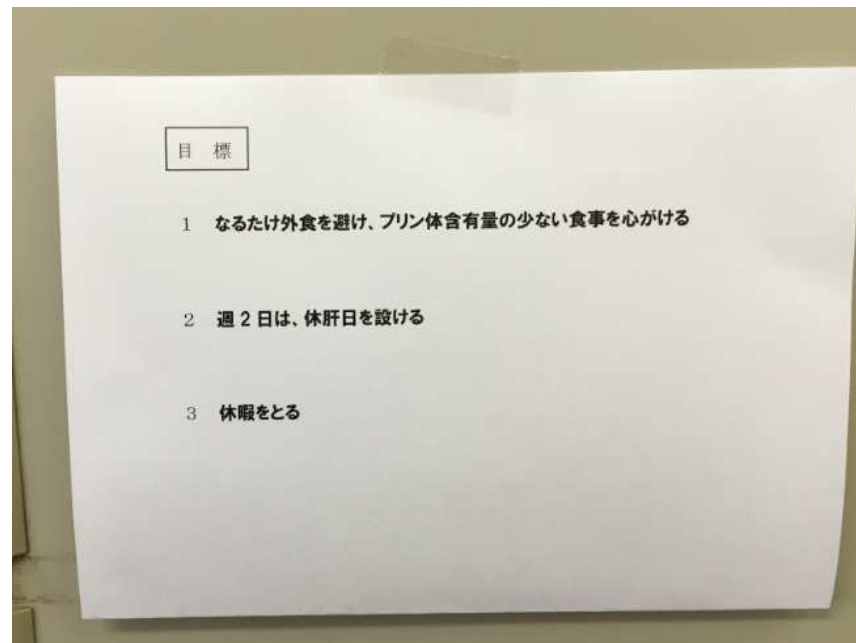 目 標
1 なるたけ外食を避け、プリン体含有量の少ない食事を心がける
2 週2日は、休肝日を設ける
3 休暇をとる